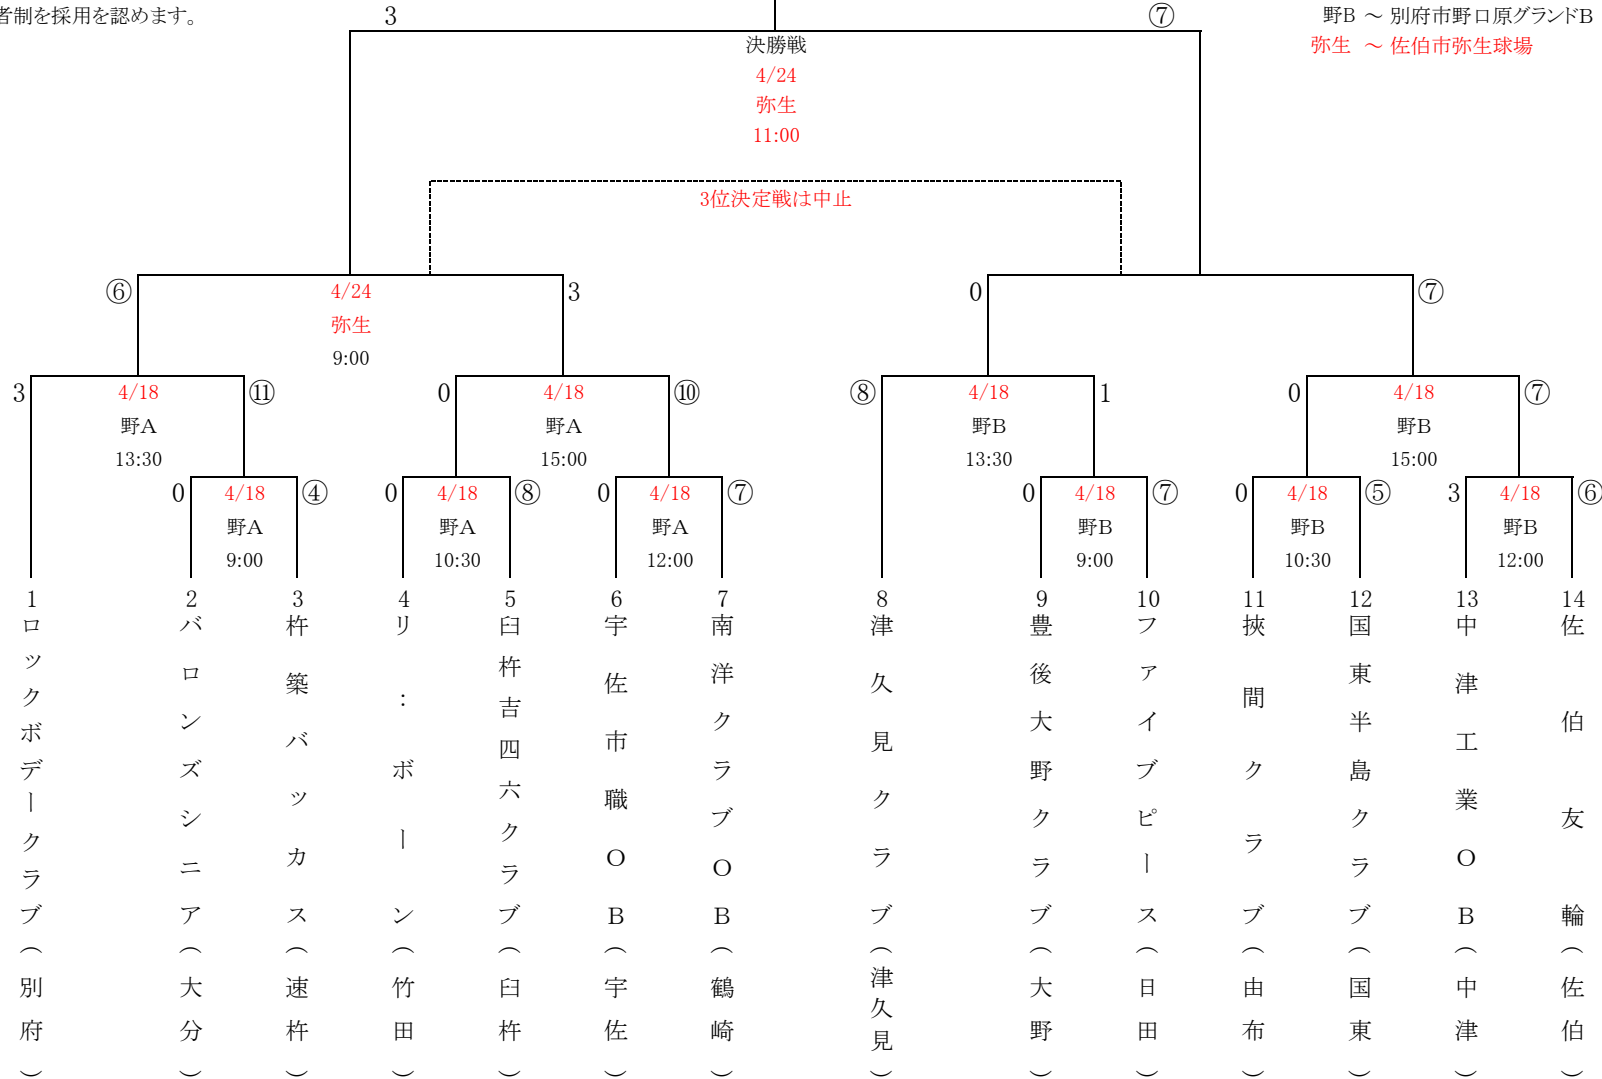 者制を採用を認めます。
3
⑦
野B ～ 別府市野口原グランドB
決勝戦
弥生 ～ 佐伯市弥生球場
4/24
弥生
11:00
3位決定戦は中止
⑥
4/24
3
0
⑦
弥生
9:00
3
4/18
⑪
0
4/18
⑩
⑧
4/18
1
0
4/18
⑦
野A
野A
野B
野B
13:30
15:00
13:30
15:00
0
4/18
④
0
4/18
⑧
0
4/18
⑦
0
4/18
⑦
0
4/18
⑤
3
4/18
⑥
野A
野A
野A
野B
野B
野B
9:00
10:30
12:00
9:00
10:30
12:00
1
ロックボデークラブ(別府)
2
バロンズシニア(大分)
3
杵築バッカス(速杵)
4
リ:ボーン(竹田)
5
臼杵吉四六クラブ(臼杵)
6
宇佐市職OB(宇佐)
7
南洋クラブOB(鶴崎)
8
津久見クラブ(津久見)
9
豊後大野クラブ(大野)
10
ファイブピース(日田)
11
挾間クラブ(由布)
12
国東半島クラブ(国東)
13
中津工業OB(中津)
14
佐伯友輪(佐伯)